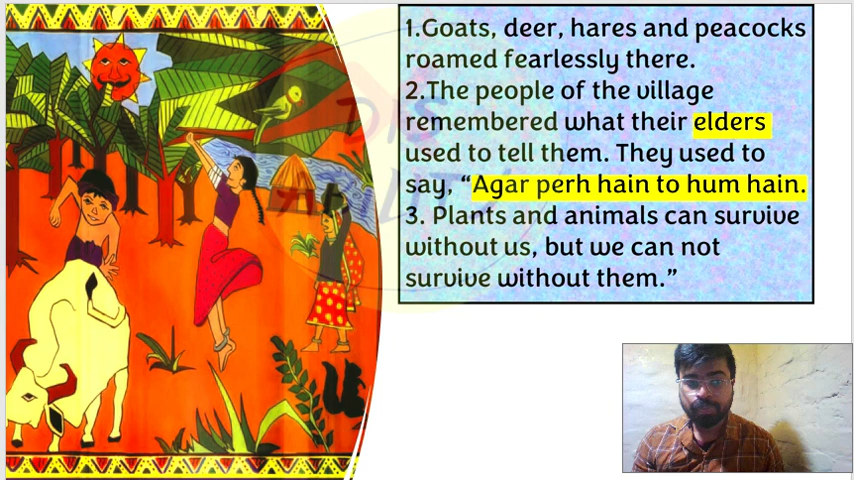 1.Goats, deer, hares and peacocks
roamed fearlessly there.
2.The people of the village
remembered what their elders
used to tell them. They used to
say, “Agar perh hain to hum hain.
3. Plants and animals can survive
without us, but we can not
survive without them.”